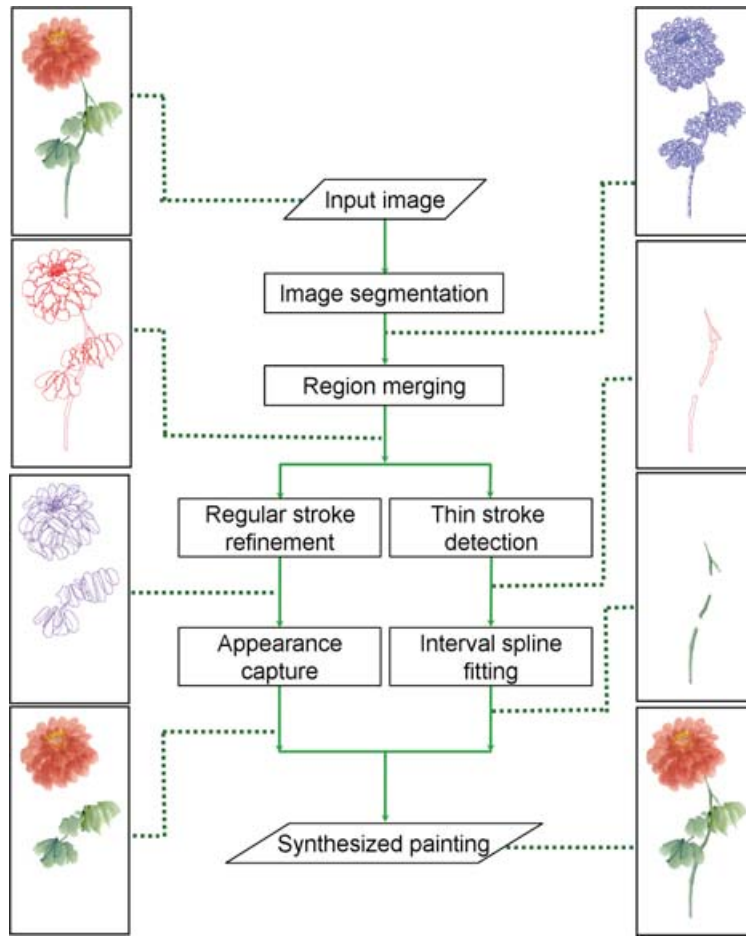 Input image
Image segmentation
Region merging
Regular stroke
refinement
Thin stroke
detection
Appearance
capture
Interval spline
fitting
Synthesized painting